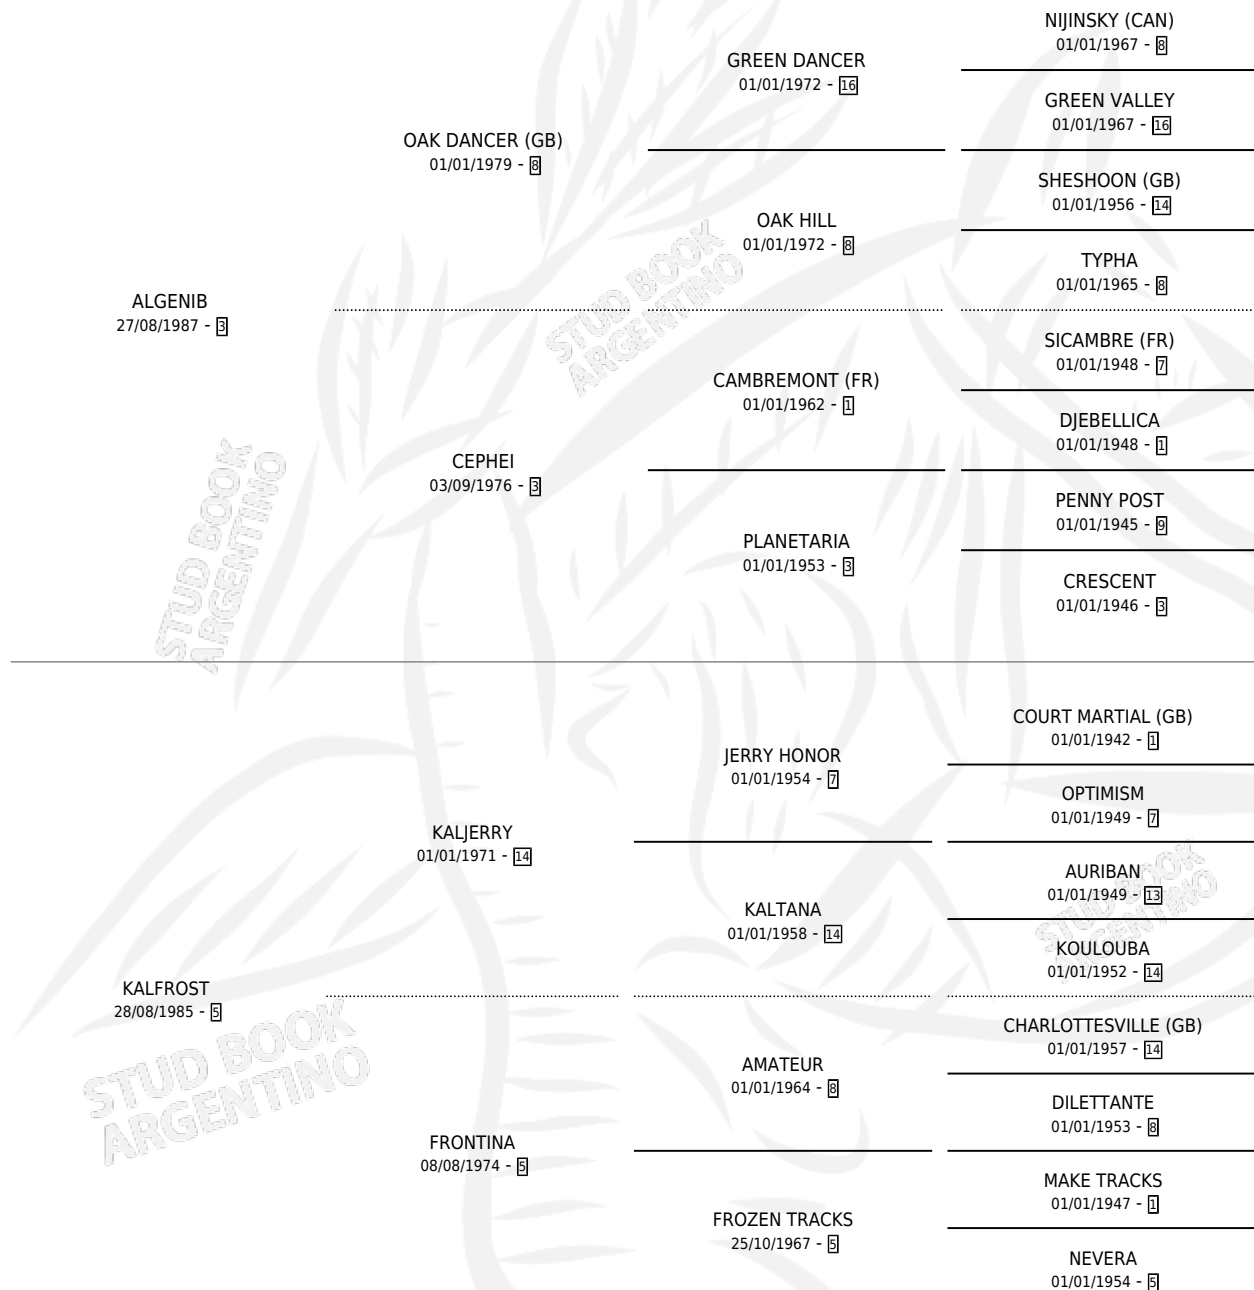 NIJINSKY (CAN)
01/01/1967 - 8
GREEN DANCER
01/01/1972 - 16
GREEN VALLEY
01/01/1967 - 16
OAK DANCER (GB)
01/01/1979 - 8
SHESHOON (GB)
01/01/1956 - 14
OAK HILL
01/01/1972 - 8
TYPHA
01/01/1965 - 8
ALGENIB
27/08/1987 - 3
SICAMBRE (FR)
01/01/1948 - 7
CAMBREMONT (FR)
01/01/1962 - 1
DJEBELLICA
01/01/1948 - 1
CEPHEI
03/09/1976 - 3
PENNY POST
01/01/1945 - 9
PLANETARIA
01/01/1953 - 3
CRESCENT
01/01/1946 - 3
COURT MARTIAL (GB)
01/01/1942 - 1
JERRY HONOR
01/01/1954 - 7
OPTIMISM
01/01/1949 - 7
KALJERRY
01/01/1971 - 14
AURIBAN
01/01/1949 - 13
KALTANA
01/01/1958 - 14
KOULOUBA
01/01/1952 - 14
KALFROST
28/08/1985 - 5
CHARLOTTESVILLE (GB)
01/01/1957 - 14
AMATEUR
01/01/1964 - 8
DILETTANTE
01/01/1953 - 8
FRONTINA
08/08/1974 - 5
MAKE TRACKS
01/01/1947 - 1
FROZEN TRACKS
25/10/1967 - 5
NEVERA
01/01/1954 - 5
STUD BOOK
ARGENTINO
STUD BOOK
ARGENTINO
STUD BOOK
ARGENTINO
STUD BOOK
ARGENTINO